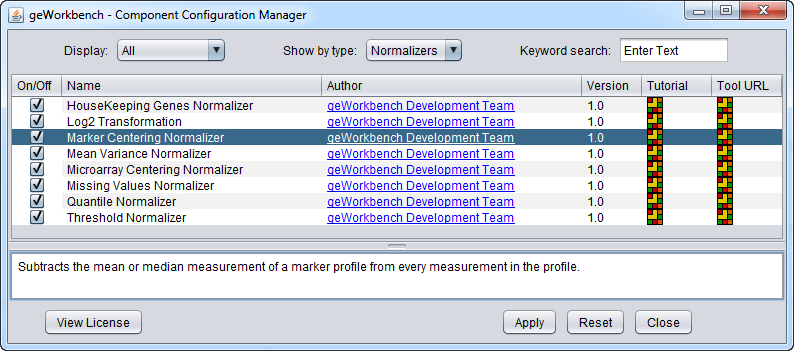 geWorkbench - Component Configuration Manager
Display: All Show by type: Normalizers Keyword search: Enter Text
On/Off Name Author Version Tutorial Tool URL
HouseKeeping Genes Normalizer geWorkbench Development Team 1.0
Log2 Transformation geWorkbench Development Team 1.0
Marker Centering Normalizer geWorkbench Development Team 1.0
Mean Variance Normalizer geWorkbench Development Team 1.0
Microarray Centering Normalizer geWorkbench Development Team 1.0
Missing Values Normalizer geWorkbench Development Team 1.0
Quantile Normalizer geWorkbench Development Team 1.0
Threshold Normalizer geWorkbench Development Team 1.0
Subtracts the mean or median measurement of a marker profile from every measurement in the profile.
View License Apply Reset Close